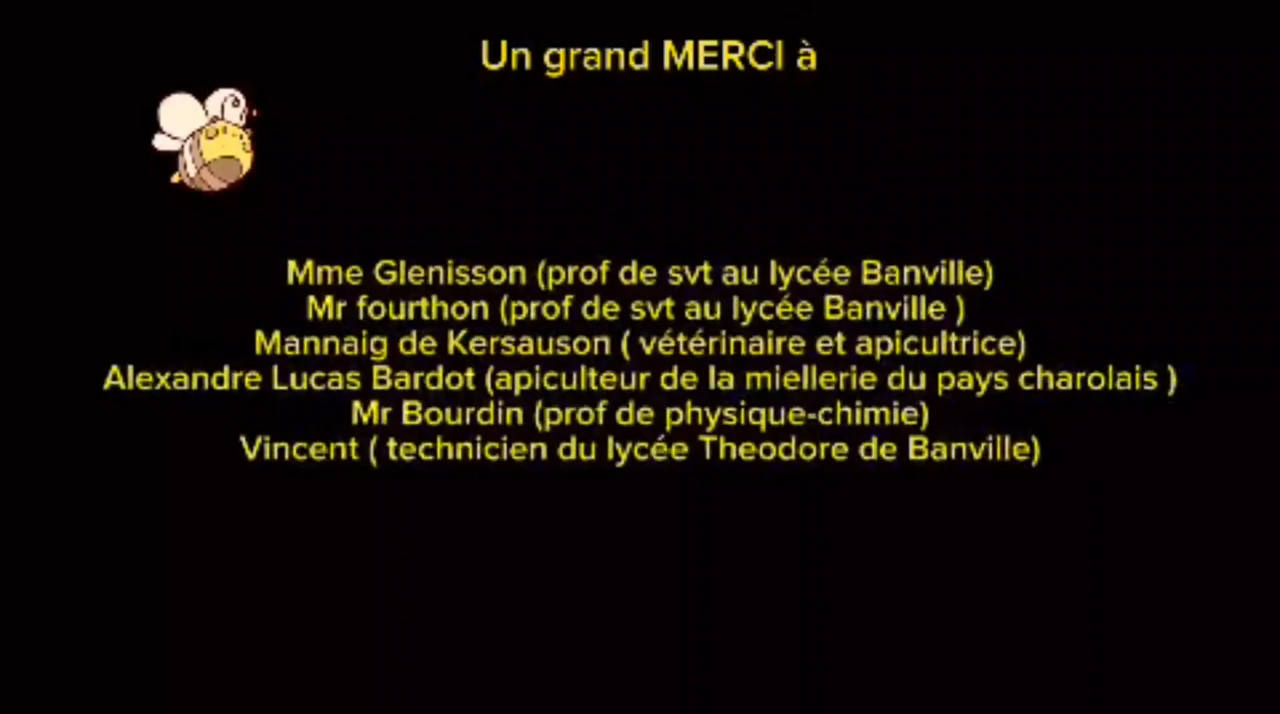 Un grand MERCI à
Mme Glenisson (prof de svt au lycée Banville)
Mr fourthon (prof de svt au lycée Banville )
Mannaig de Kersauson ( vétérinaire et apicultrice)
Alexandre Lucas Bardot (apiculteur de la miellerie du pays charolais )
Mr Bourdin (prof de physique-chimie)
Vincent ( technicien du lycée Theodore de Banville)